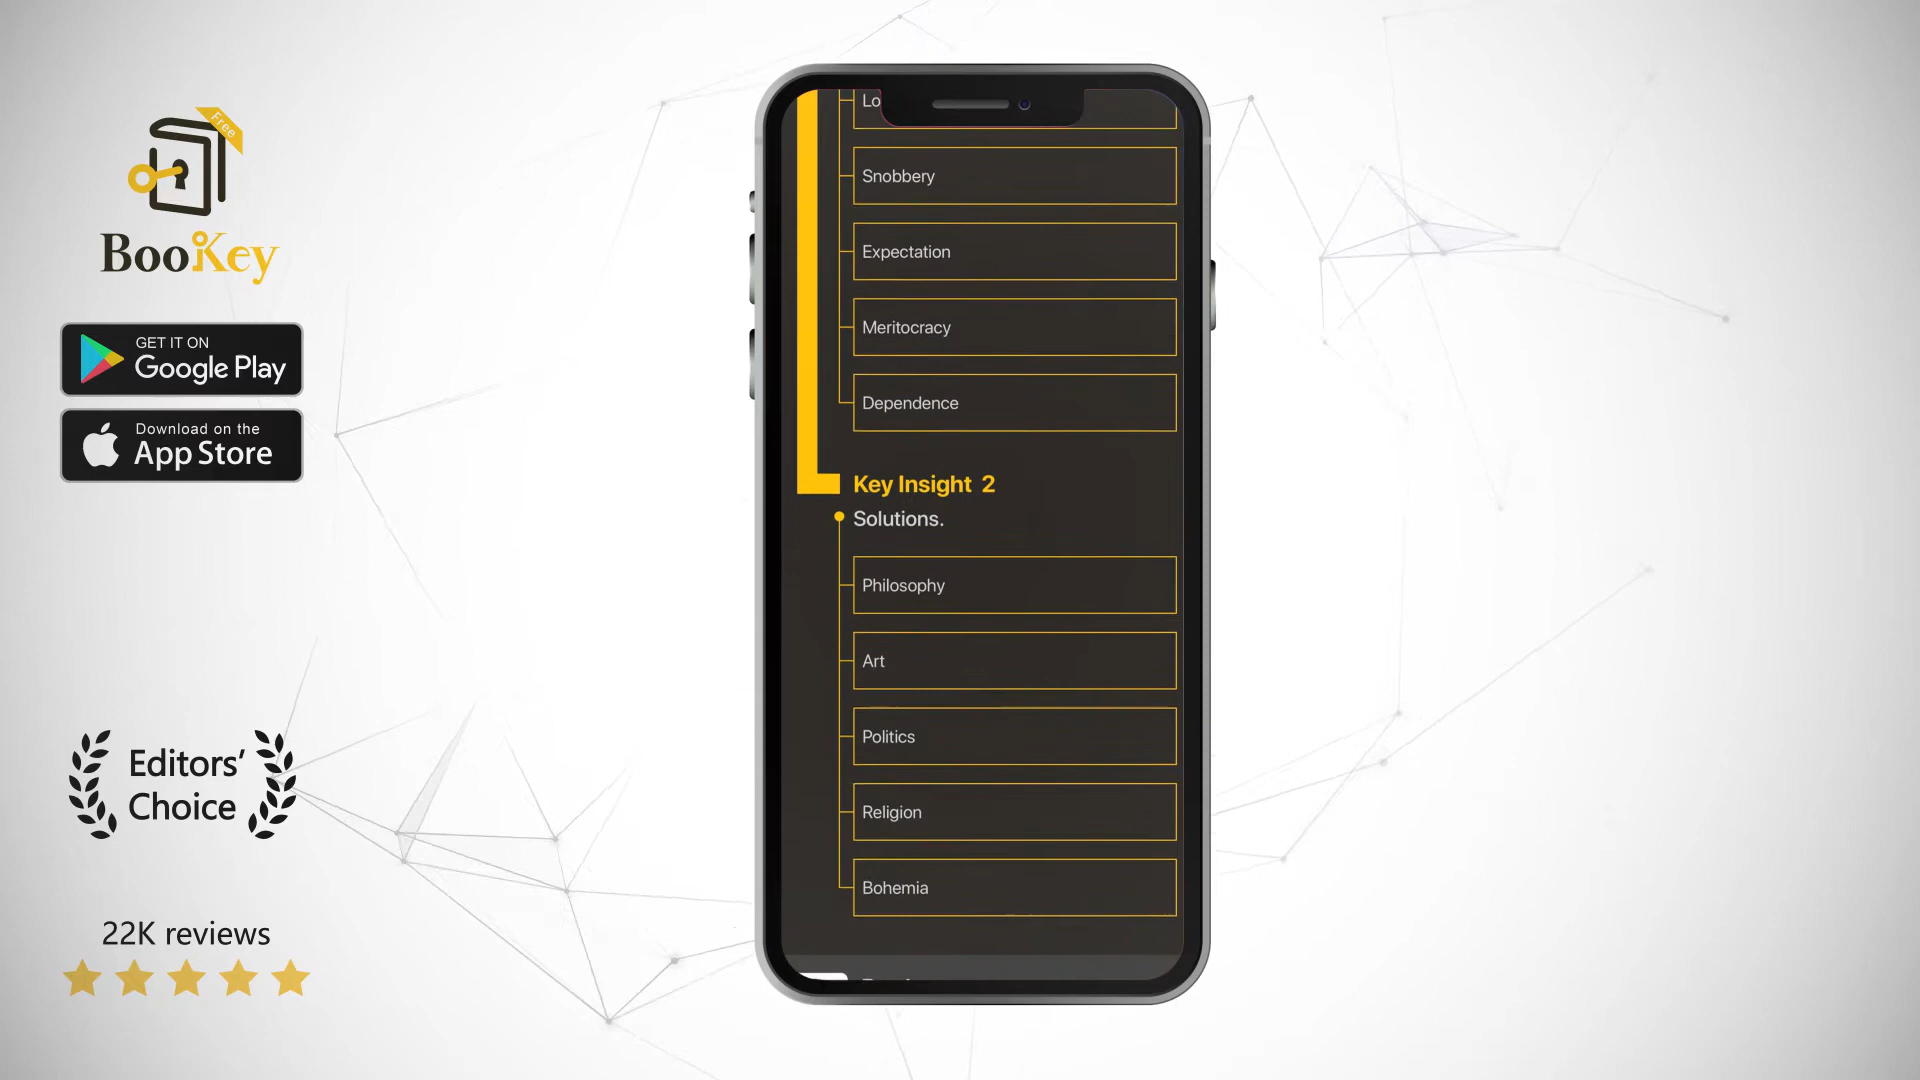 Free
BooKey
GET IT ON
Google Play
Download on the
App Store
Editors'
Choice
22K reviews
Lo
Snobbery
Expectation
Meritocracy
Dependence
Key Insight 2
Solutions.
Philosophy
Art
Politics
Religion
Bohemia